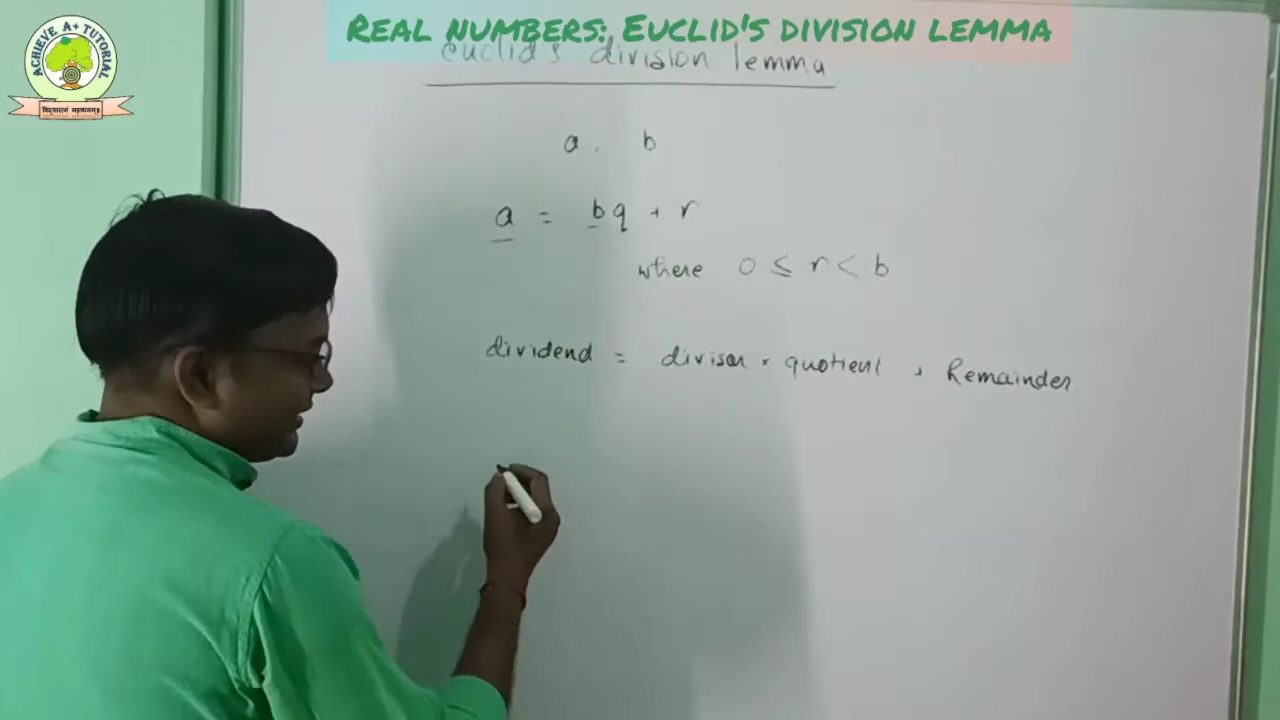 ACHIEVE A+ TUTORIAL
REAL NUMBERS: EUCLID'S DIVISION LEMMA
euclid's division lemma
a . b
a = bq + r
where 0 ≤ r < b
dividend = divisor × quotient + Remainder